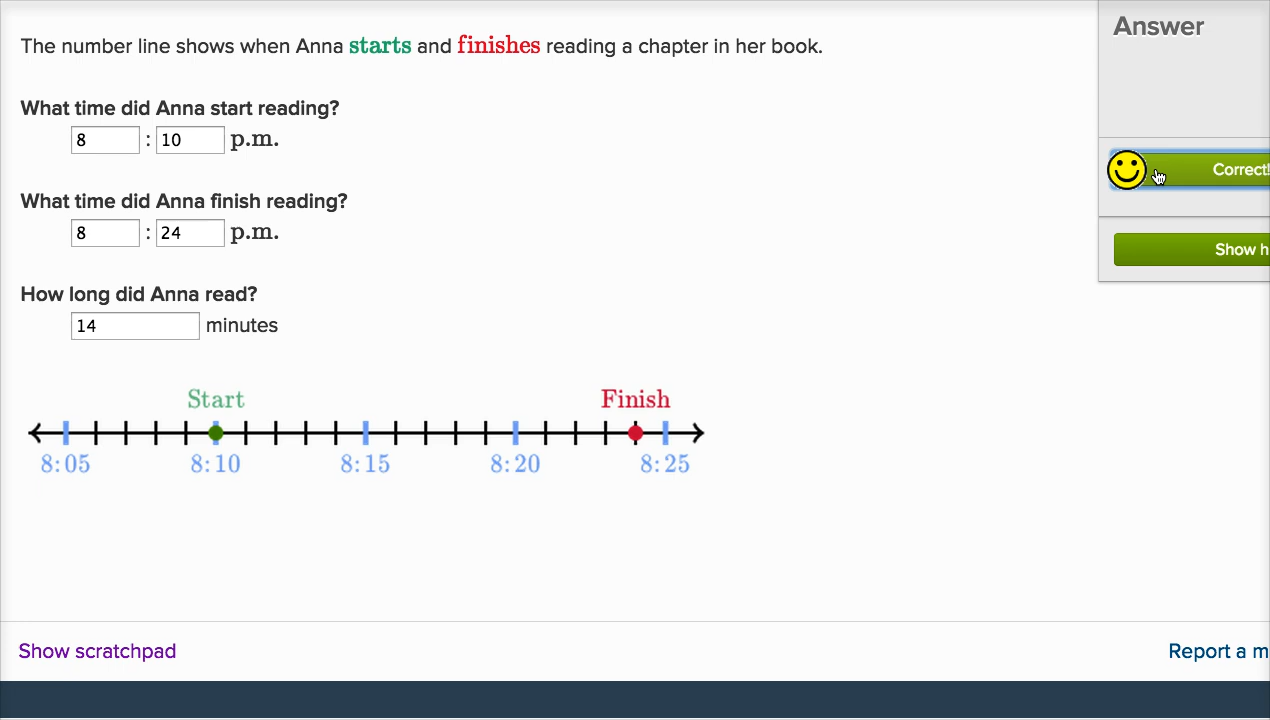 The number line shows when Anna starts and finishes reading a chapter in her book.
What time did Anna start reading?
8 : 10 p.m.
What time did Anna finish reading?
8 : 24 p.m.
How long did Anna read?
14 minutes
Start Finish
8:05 8:10 8:15 8:20 8:25
Answer
Correct!
Show h
Show scratchpad
Report a m